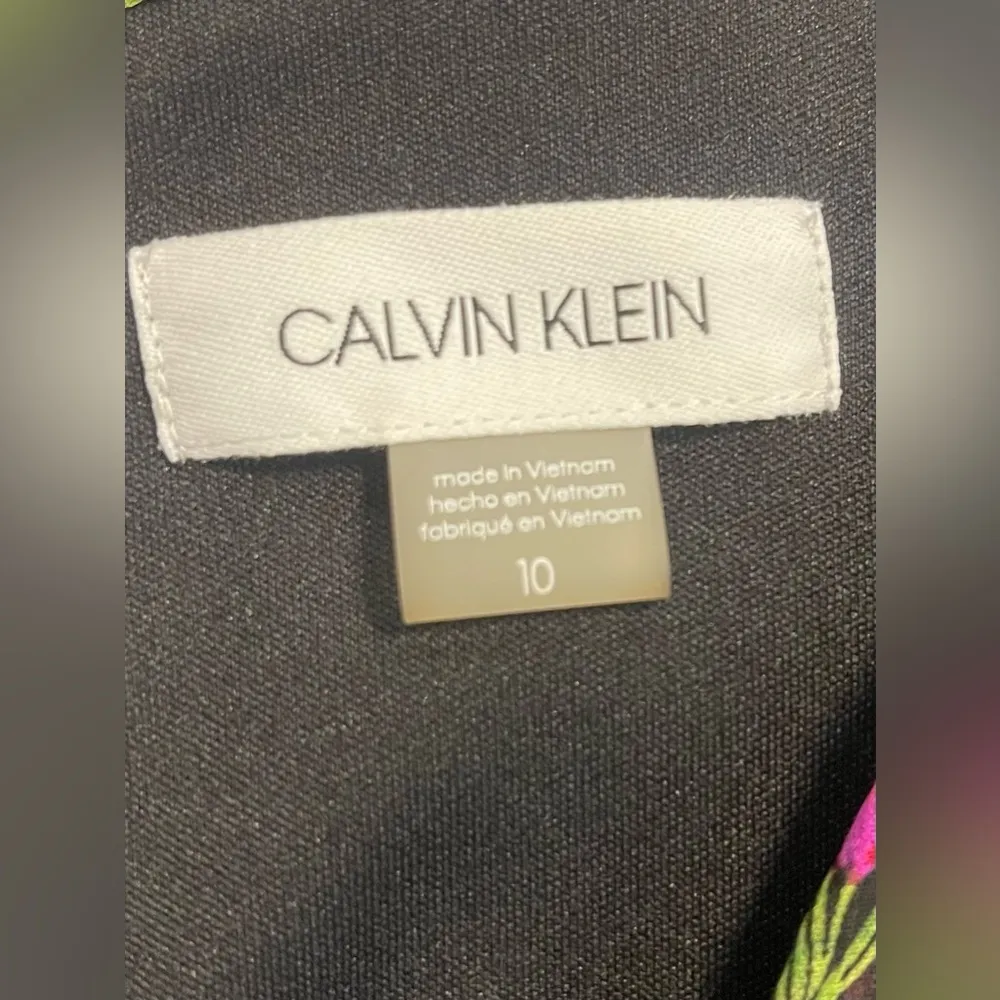 CALVIN KLEIN
made in Vietnam
hecho en Vietnam
fabriqué en Vietnam
10